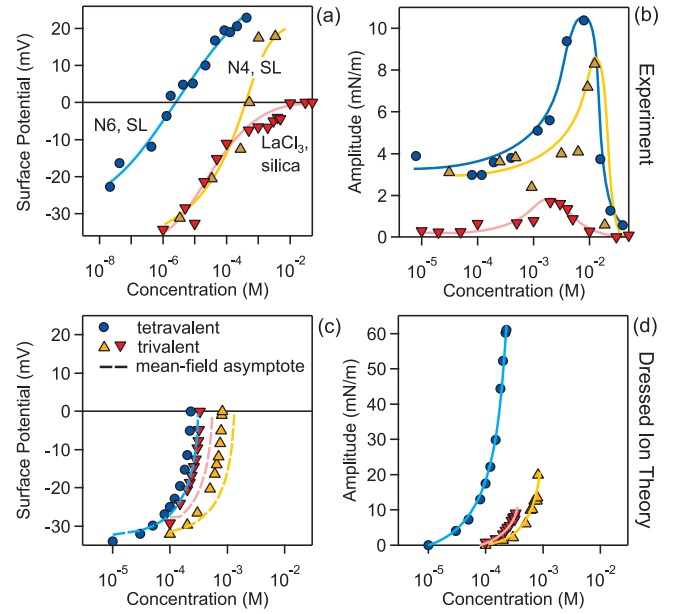 (a)
20
10
0
-10
-20
-30
Surface Potential (mV)
N4, SL
N6, SL
LaCl3,
silica
10-8
10-6
10-4
10-2
Concentration (M)
(b)
10
8
6
4
2
0
Amplitude (mN/m)
10-5
10-4
10-3
10-2
Concentration (M)
Experiment
(c)
tetravalent
trivalent
mean-field asymptote
20
10
0
-10
-20
-30
Surface Potential (mV)
10-5
10-4
10-3
10-2
Concentration (M)
(d)
60
50
40
30
20
10
0
Amplitude (mN/m)
10-5
10-4
10-3
10-2
Concentration (M)
Dressed Ion Theory